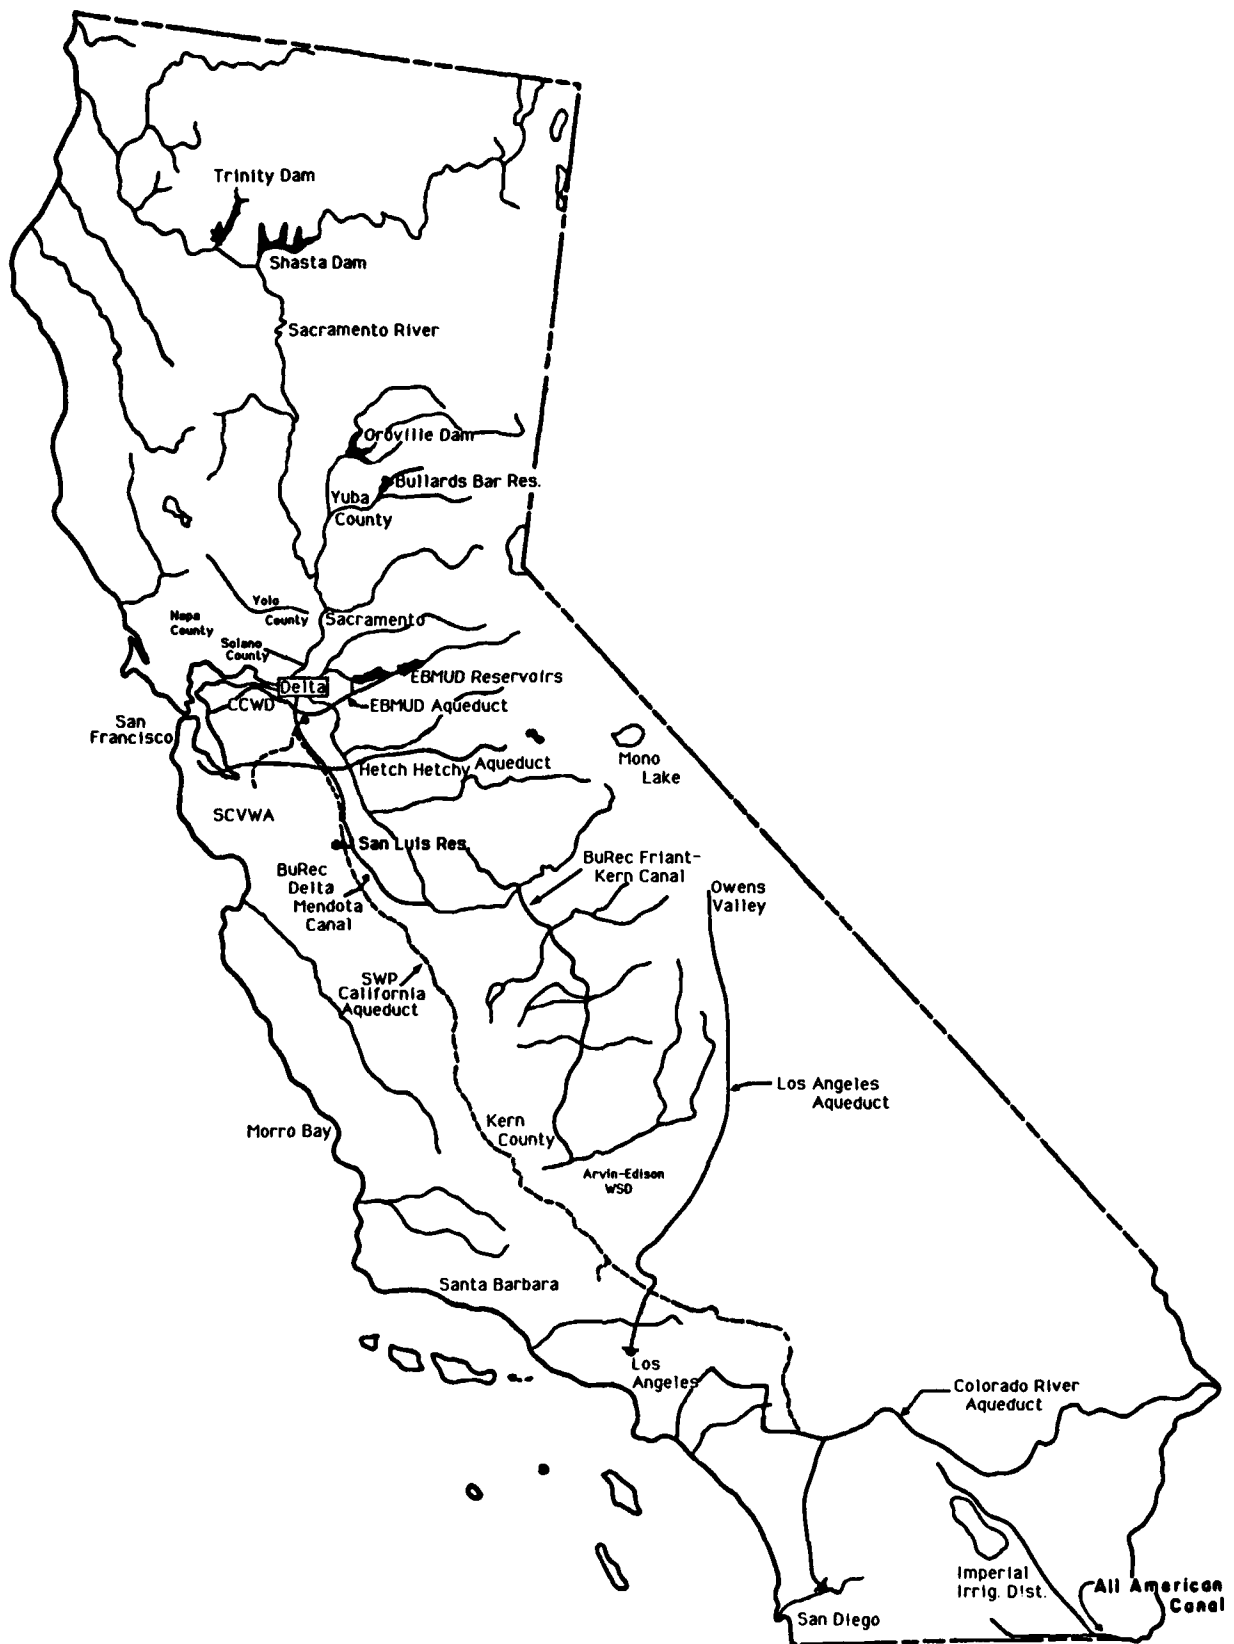 Trinity Dam
Shasta Dam
Sacramento River
Oroville Dam
Bullards Bar Res.
Yuba
County
Yolo
County
Napa
County
Sacramento
Solano
County
EBMUD Reservoirs
Delta
CCWD
EBMUD Aqueduct
San
Francisco
Hetch Hetchy Aqueduct
Mono
Lake
SCVWA
San Luis Res.
BuRec
Delta
Mendota
Canal
BuRec Friant-
Kern Canal
Owens
Valley
SWP
California
Aqueduct
Los Angeles
Aqueduct
Kern
County
Morro Bay
Arvin-Edison
WSD
Santa Barbara
Los
Angeles
Colorado River
Aqueduct
Imperial
Irrig. Dist.
All American
Canal
San Diego